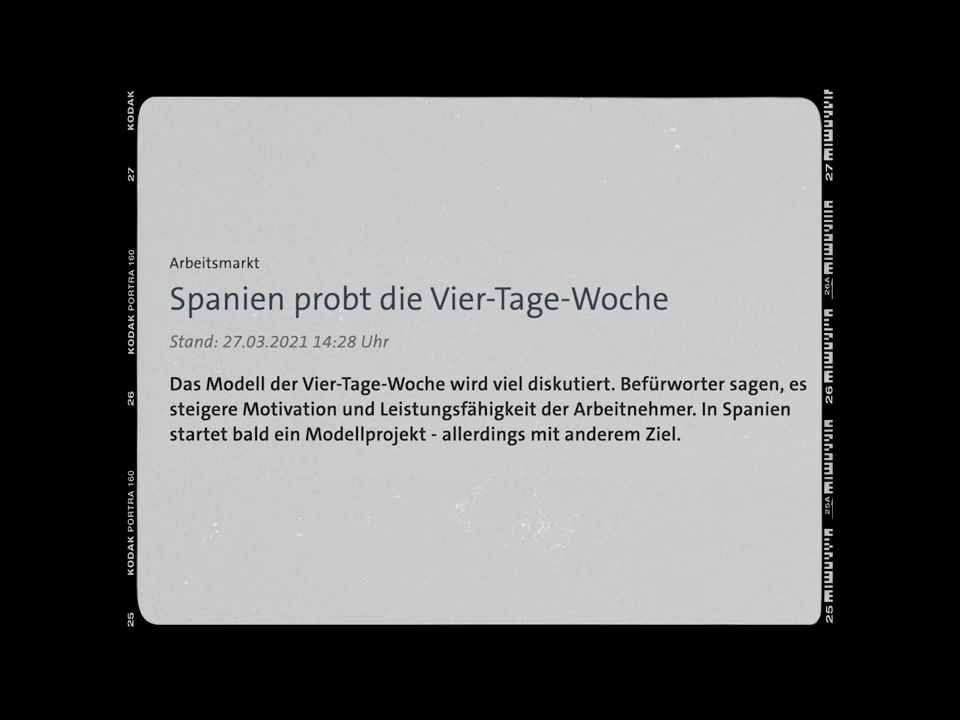 Arbeitsmarkt
Spanien probt die Vier-Tage-Woche
Stand: 27.03.2021 14:28 Uhr
Das Modell der Vier-Tage-Woche wird viel diskutiert. Befürworter sagen, es
steigere Motivation und Leistungsfähigkeit der Arbeitnehmer. In Spanien
startet bald ein Modellprojekt - allerdings mit anderem Ziel.
KODAK
27
KODAK PORTRA 160
26
KODAK PORTRA 160
25
27
26A
26
25A
25